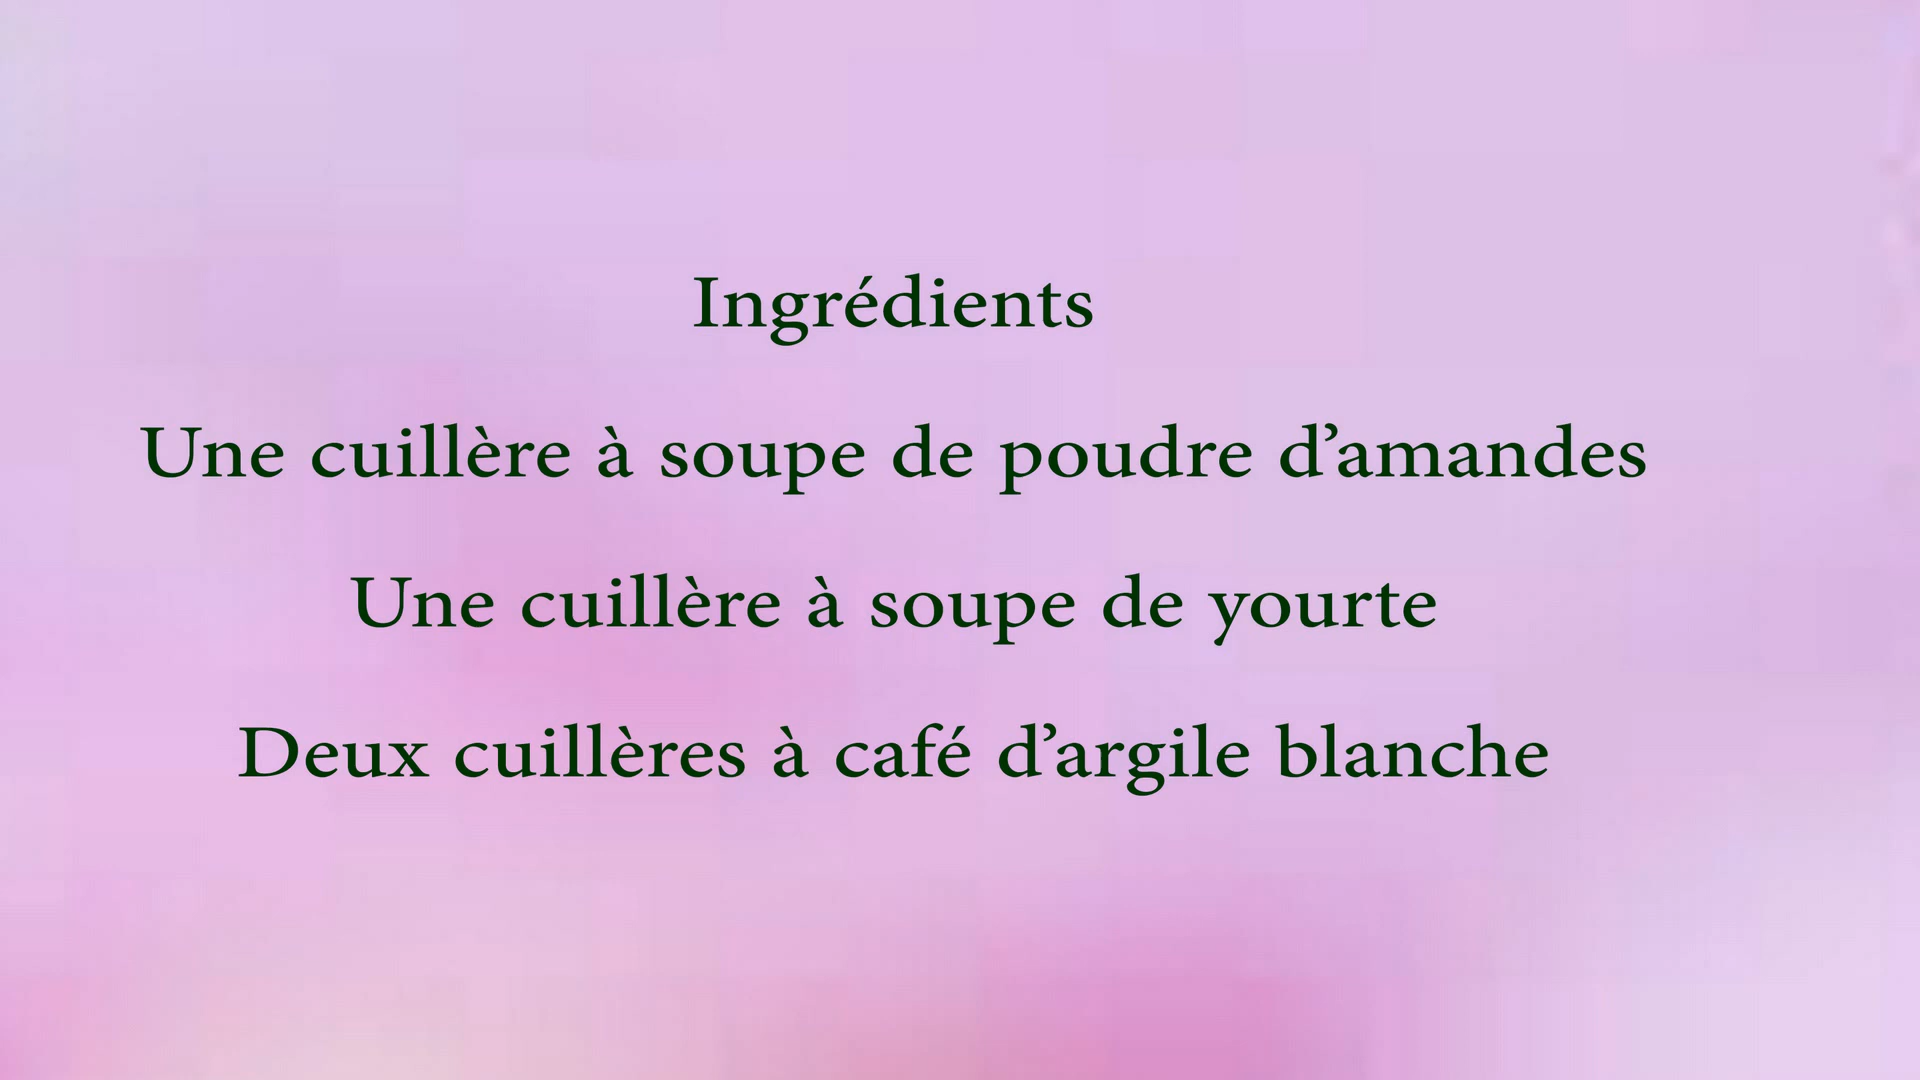 Ingrédients
Une cuillère à soupe de poudre d’amandes
Une cuillère à soupe de yourte
Deux cuillères à café d’argile blanche